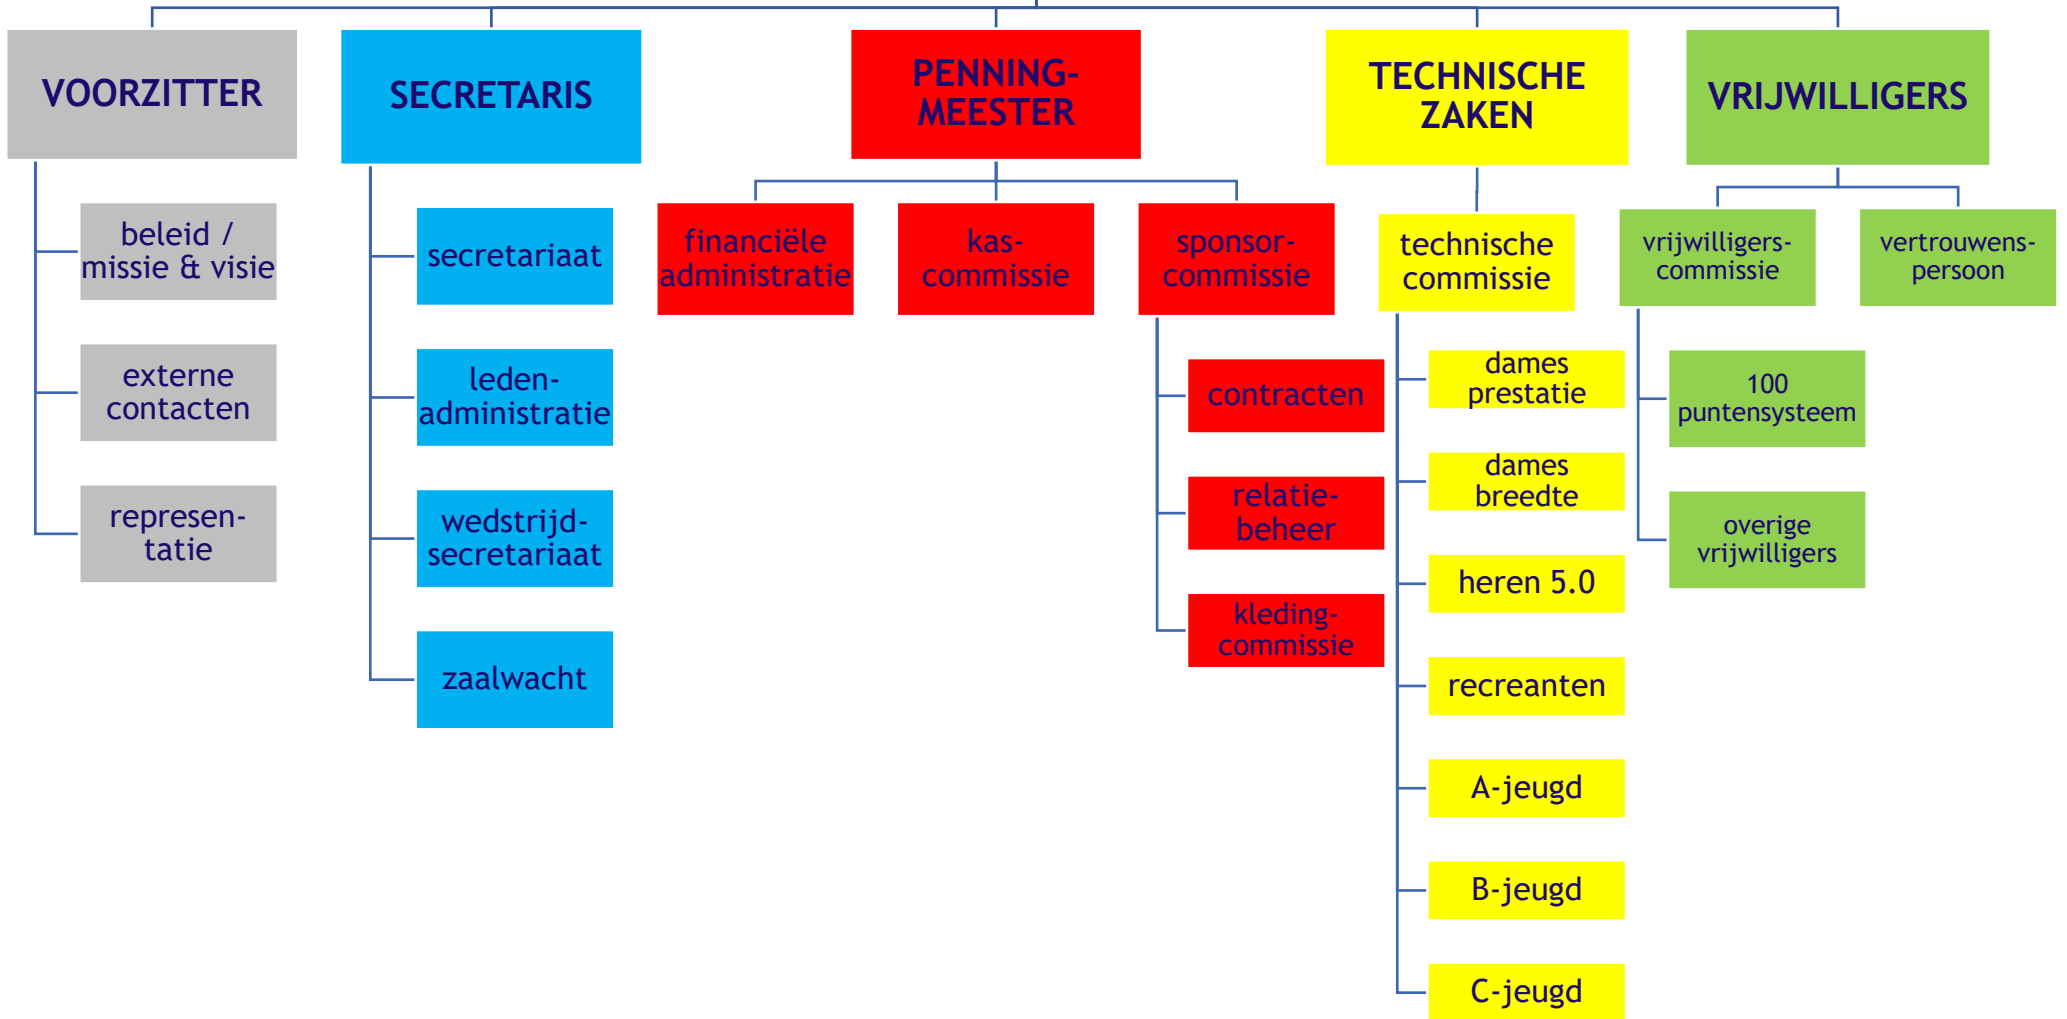 VOORZITTER
beleid /
missie & visie
externe
contacten
represen-
tatie
SECRETARIS
secretariaat
leden-
administratie
wedstrijd-
secretariaat
zaalwacht
PENNING-
MEESTER
financiële
administratie
kas-
commissie
sponsor-
commissie
contracten
relatie-
beheer
kleding-
commissie
TECHNISCHE
ZAKEN
technische
commissie
dames
prestatie
dames
breedte
heren 5.0
recreanten
A-jeugd
B-jeugd
C-jeugd
VRIJWILLIGERS
vrijwilligers-
commissie
100
puntensysteem
overige
vrijwilligers
vertrouwens-
persoon